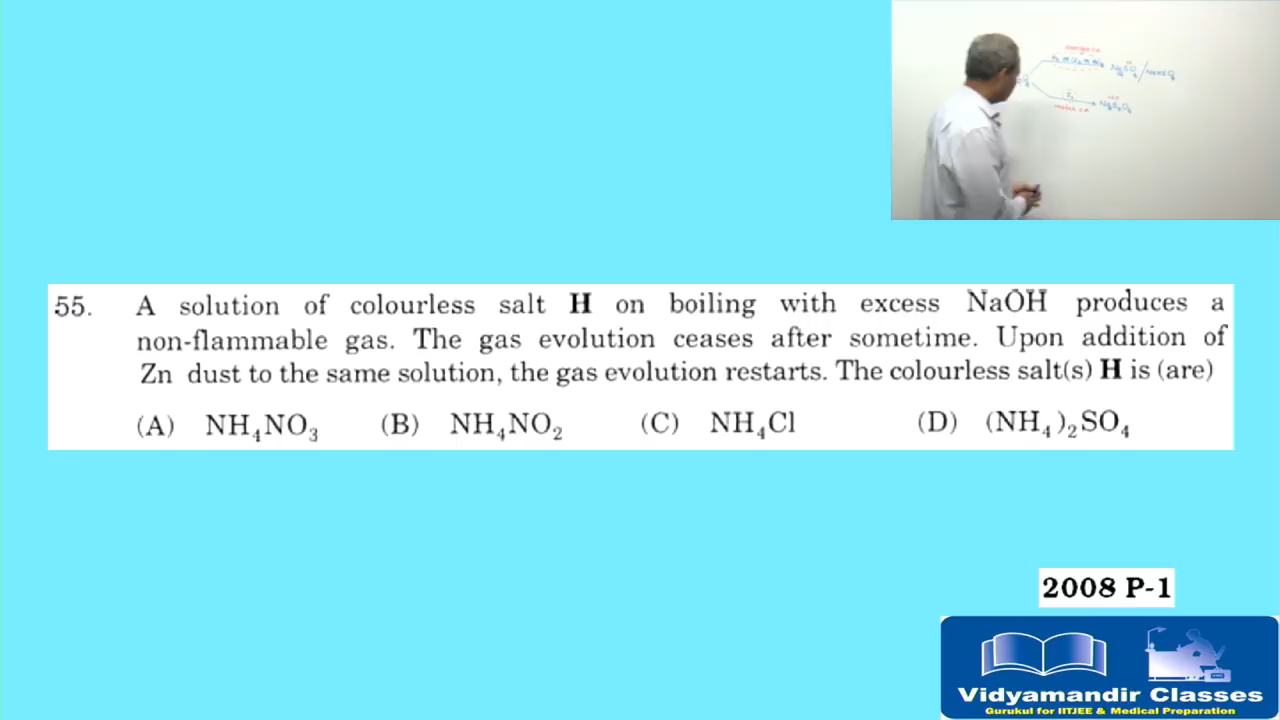 55. A solution of colourless salt H on boiling with excess NaOH produces a
non-flammable gas. The gas evolution ceases after sometime. Upon addition of
Zn dust to the same solution, the gas evolution restarts. The colourless salt(s) H is (are)
(A) NH₄NO₃ (B) NH₄NO₂ (C) NH₄Cl (D) (NH₄)₂SO₄
2008 P-1
Vidyamandir Classes
Gurukul for IITJEE & Medical Preparation